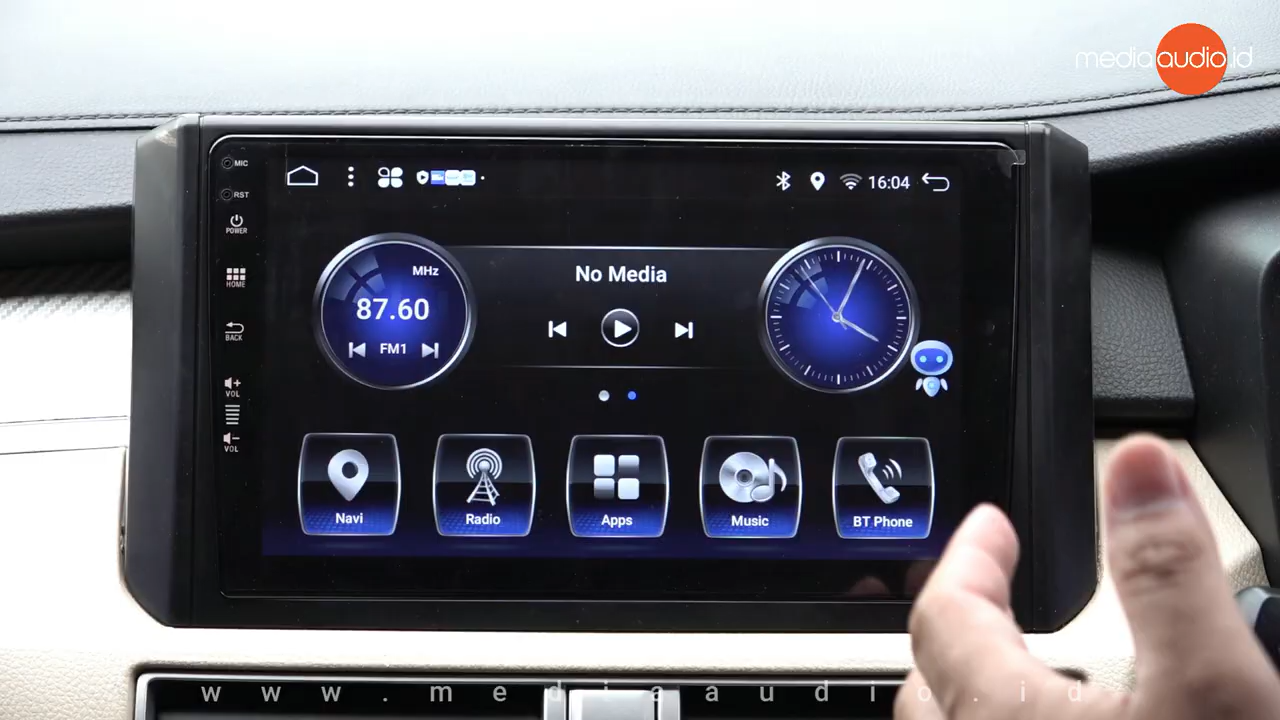 mediaaudio.id
MIC
RST
POWER
HOME
BACK
VOL
VOL
16:04
MHz
87.60
FM1
No Media
Navi
Radio
Apps
Music
BT Phone
www.mediaaudio.id